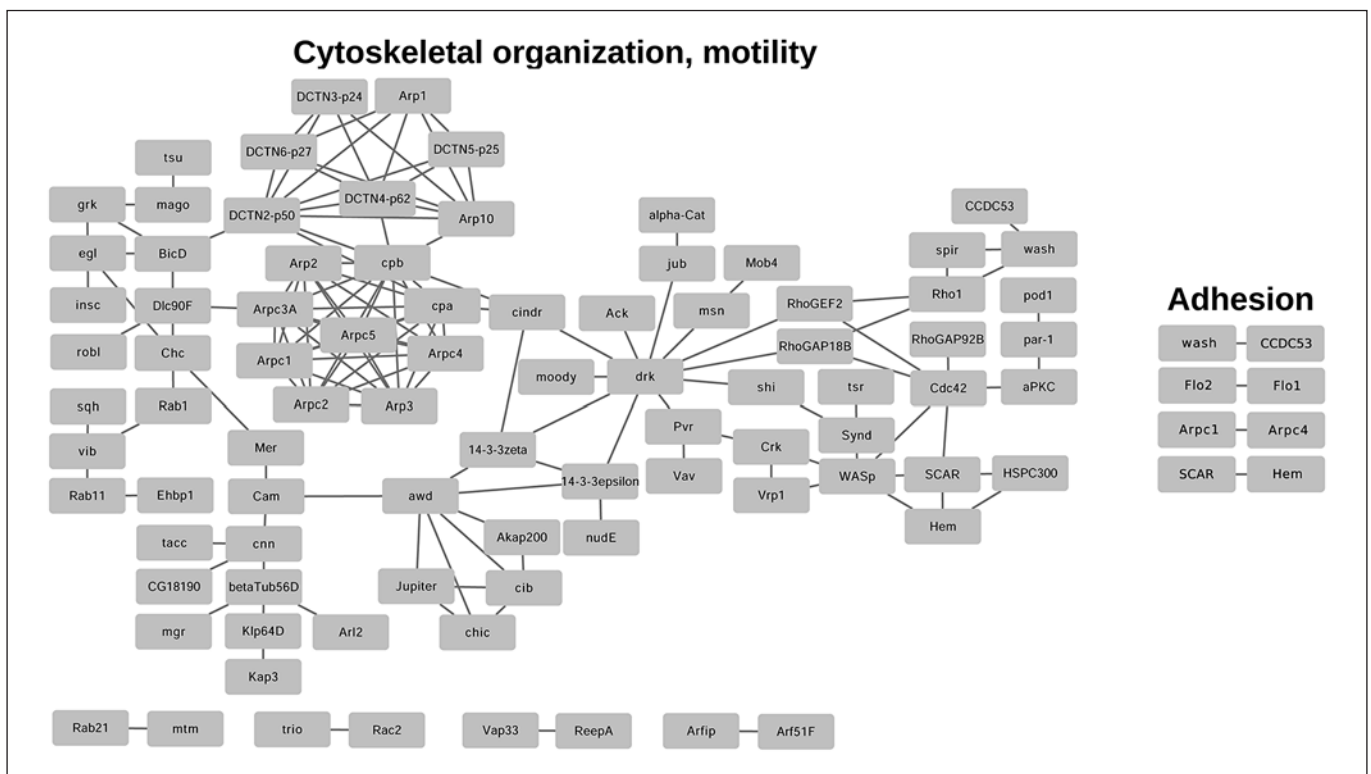 Cytoskeletal organization, motility
DCTN3-p24
Arp1
tsu
DCTN6-p27
DCTN5-p25
grk
mago
DCTN2-p50
DCTN4-p62
Arp10
alpha-Cat
CCDC53
egl
BicD
Arp2
cpb
jub
Mob4
spir
wash
insc
Dlc90F
Arpc3A
cpa
cindr
Ack
msn
RhoGEF2
Rho1
pod1
Arpc5
robl
Chc
Arpc1
Arpc4
RhoGAP18B
RhoGAP92B
par-1
moody
drk
shi
tsr
Cdc42
aPKC
sqh
Rab1
Arpc2
Arp3
vib
Mer
14-3-3zeta
Pvr
Crk
Synd
Rab11
Ehbp1
Cam
awd
14-3-3epsilon
Vav
Vrp1
WASp
SCAR
HSPC300
tacc
cnn
Akap200
nudE
Hem
CG18190
betaTub56D
Jupiter
cib
mgr
Klp64D
Arl2
chic
Kap3
Rab21
mtm
trio
Rac2
Vap33
ReepA
Arfip
Arf51F
Adhesion
wash
CCDC53
Flo2
Flo1
Arpc1
Arpc4
SCAR
Hem